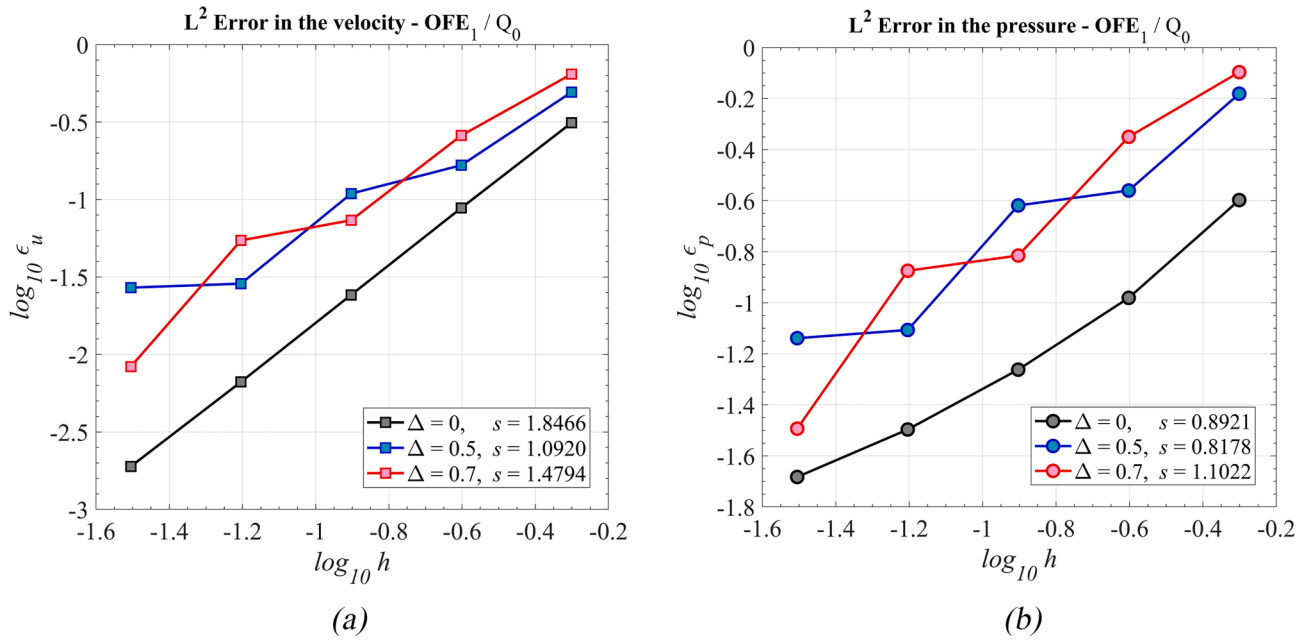 L² Error in the velocity - OFE₁ / Q₀
0
-0.5
-1
-1.5
-2
-2.5
-3
log₁₀ ϵᵤ
-1.6 -1.4 -1.2 -1 -0.8 -0.6 -0.4 -0.2
log₁₀ h
Δ = 0, s = 1.8466
Δ = 0.5, s = 1.0920
Δ = 0.7, s = 1.4794
(a)
L² Error in the pressure - OFE₁ / Q₀
0
-0.2
-0.4
-0.6
-0.8
-1
-1.2
-1.4
-1.6
-1.8
log₁₀ ϵₚ
-1.6 -1.4 -1.2 -1 -0.8 -0.6 -0.4 -0.2
log₁₀ h
Δ = 0, s = 0.8921
Δ = 0.5, s = 0.8178
Δ = 0.7, s = 1.1022
(b)